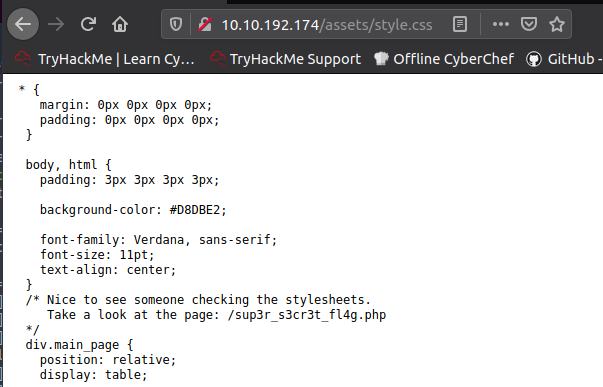 10.10.192.174/assets/style.css
TryHackMe | Learn Cy… TryHackMe Support Offline CyberChef GitHub -
* {
margin: 0px 0px 0px 0px;
padding: 0px 0px 0px 0px;
}
body, html {
padding: 3px 3px 3px 3px;
background-color: #D8DBE2;
font-family: Verdana, sans-serif;
font-size: 11pt;
text-align: center;
}
/* Nice to see someone checking the stylesheets.
Take a look at the page: /sup3r_s3cr3t_fl4g.php
*/
div.main_page {
position: relative;
display: table;